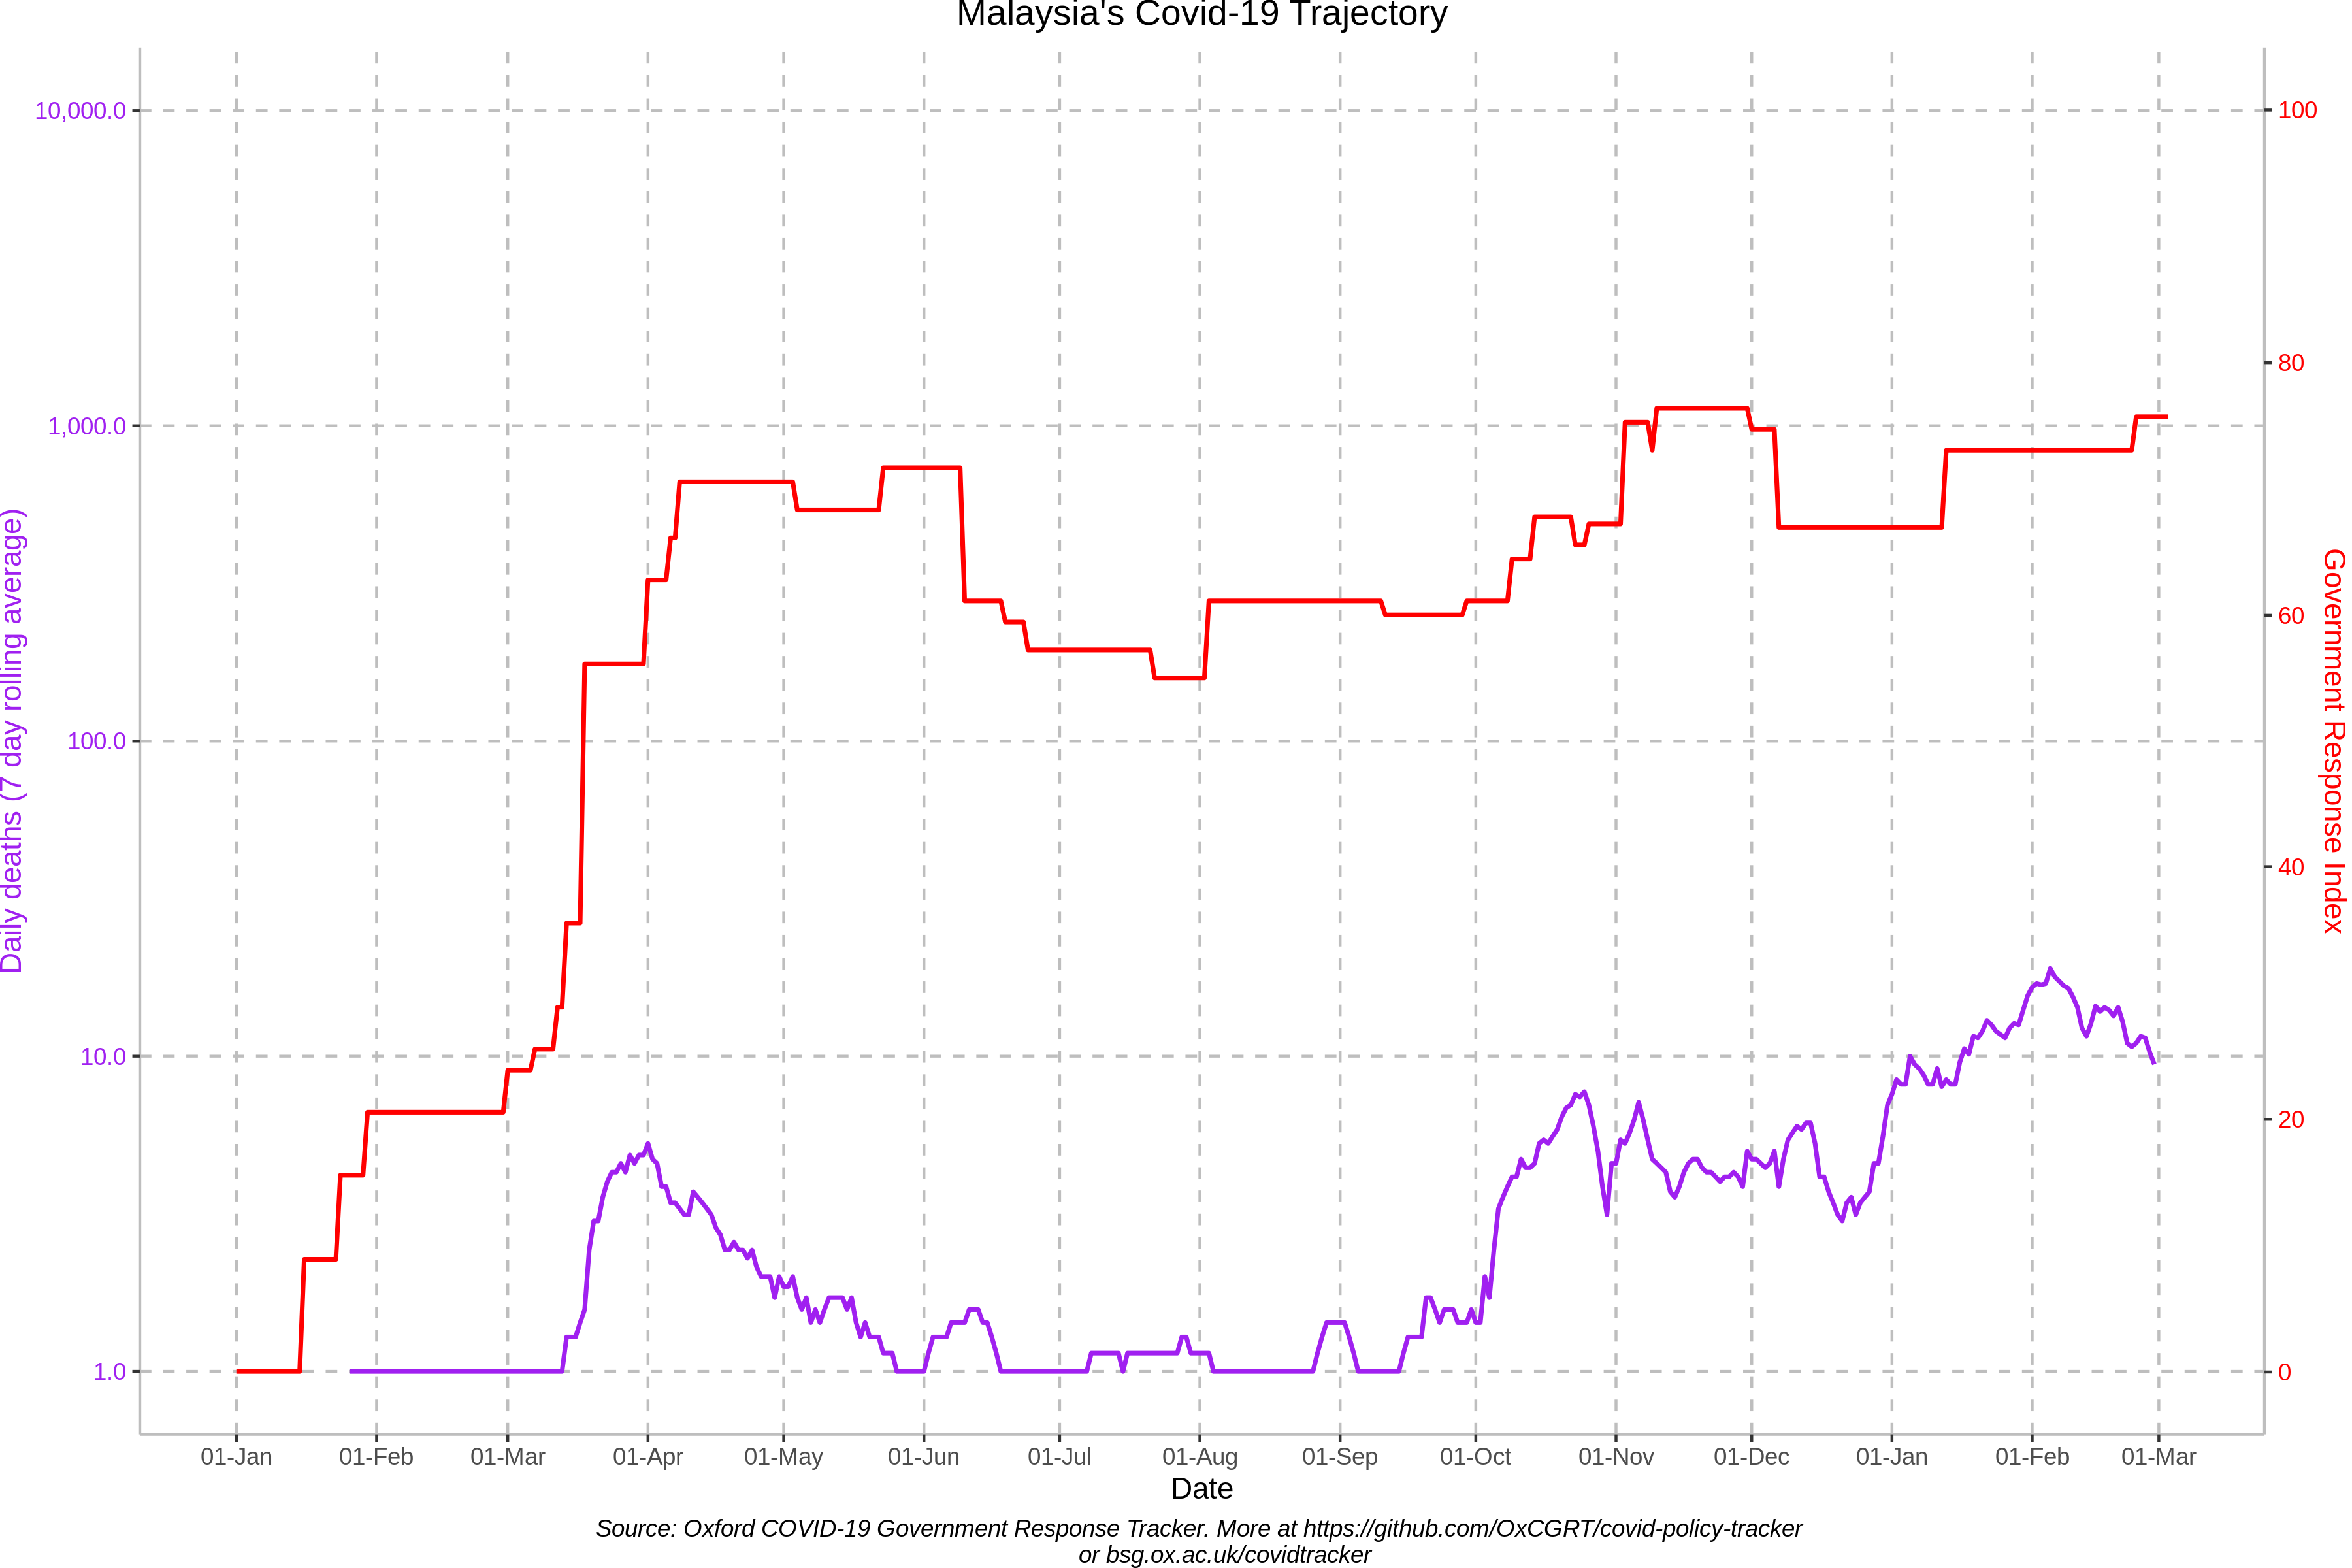 Malaysia's Covid-19 Trajectory
Daily deaths (7 day rolling average)
10,000.0
1,000.0
100.0
10.0
1.0
100
80
60
40
20
0
Government Response Index
01-Jan 01-Feb 01-Mar 01-Apr 01-May 01-Jun 01-Jul 01-Aug 01-Sep 01-Oct 01-Nov 01-Dec 01-Jan 01-Feb 01-Mar
Date
Source: Oxford COVID-19 Government Response Tracker. More at https://github.com/OxCGRT/covid-policy-tracker
or bsg.ox.ac.uk/covidtracker